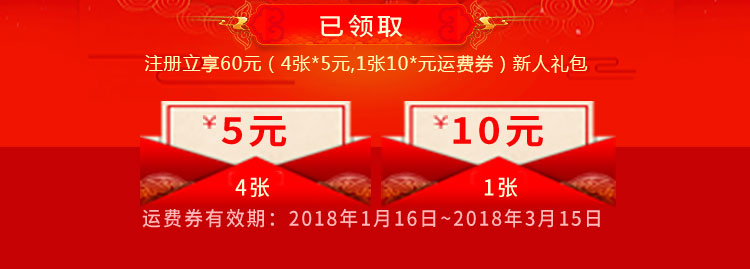 已领取
注册立享60元（4张*5元,1张10*元运费券）新人礼包
¥5元 ¥10元
4张 1张
运费券有效期：2018年1月16日~2018年3月15日